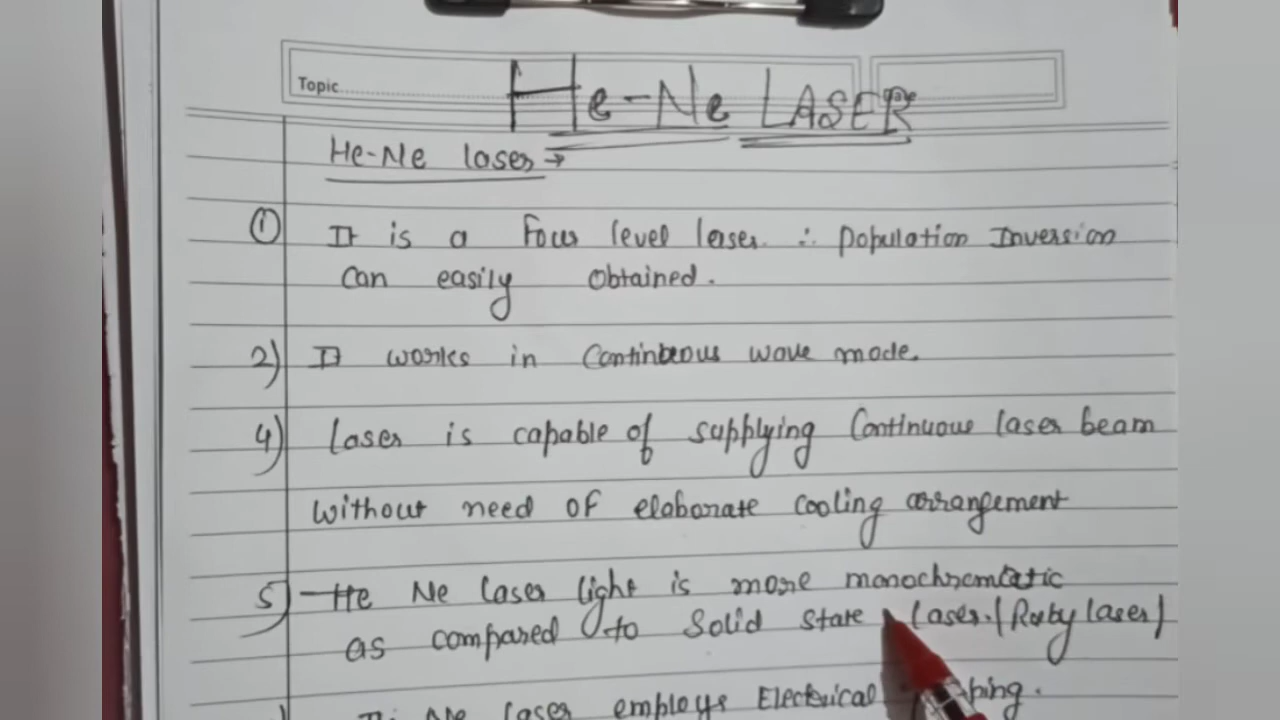 Topic
He-Ne LASER
He-Ne laser →
① It is a Four level laser. ∴ Population Inversion
Can easily Obtained.
2) It works in Continuous wave mode.
4) Laser is capable of supplying Continuous laser beam
without need of elaborate cooling arrangement
5) He Ne laser light is more monochromatic
as compared to Solid State Laser. (Ruby laser)
Ne laser employs Electrical